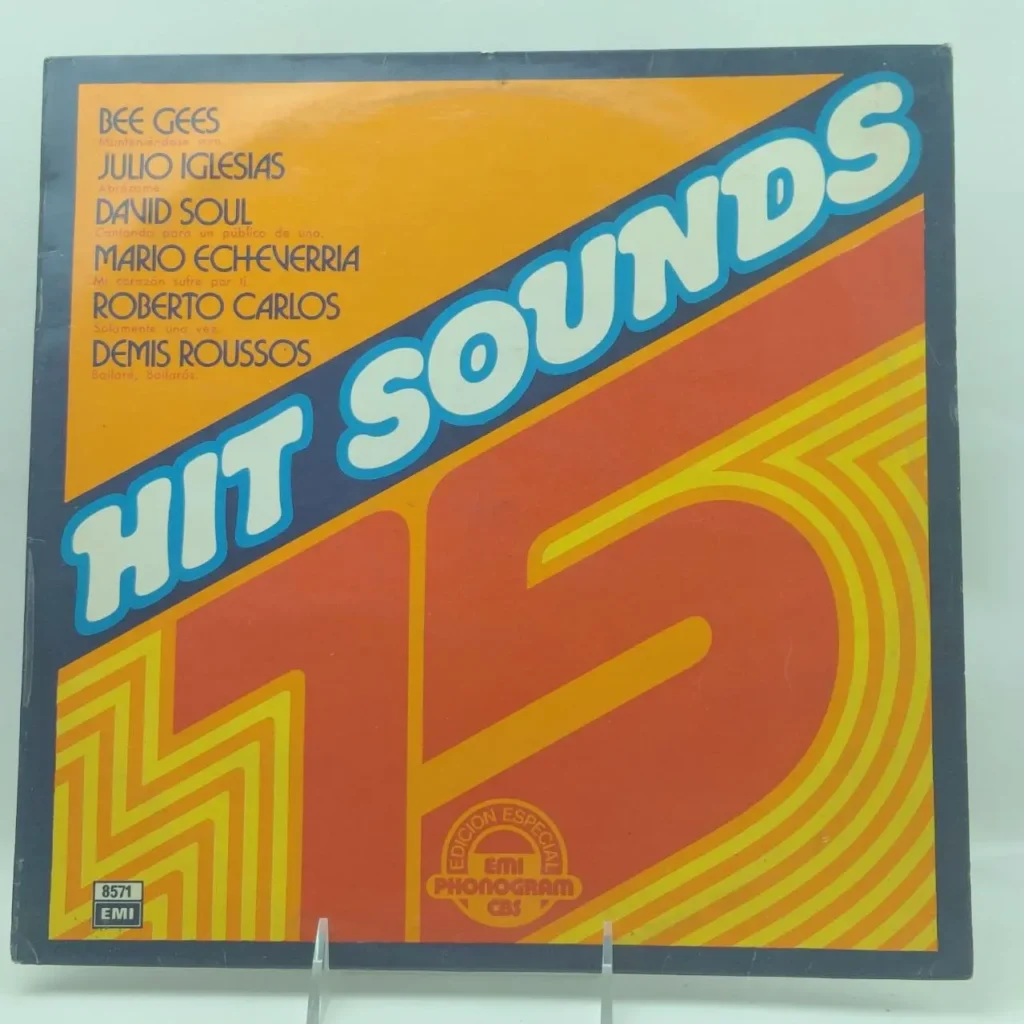 BEE GEES
Manteniéndose vivo.
JULIO IGLESIAS
Abrázame
DAVID SOUL
Cantando para un público de uno.
MARIO ECHEVERRIA
Mi corazón sufre por ti.
ROBERTO CARLOS
Solamente una vez.
DEMIS ROUSSOS
Bailaré, bailarás.
HIT SOUNDS
15
EDICION ESPECIAL
EMI
PHONOGRAM
CBS
8571
EMI